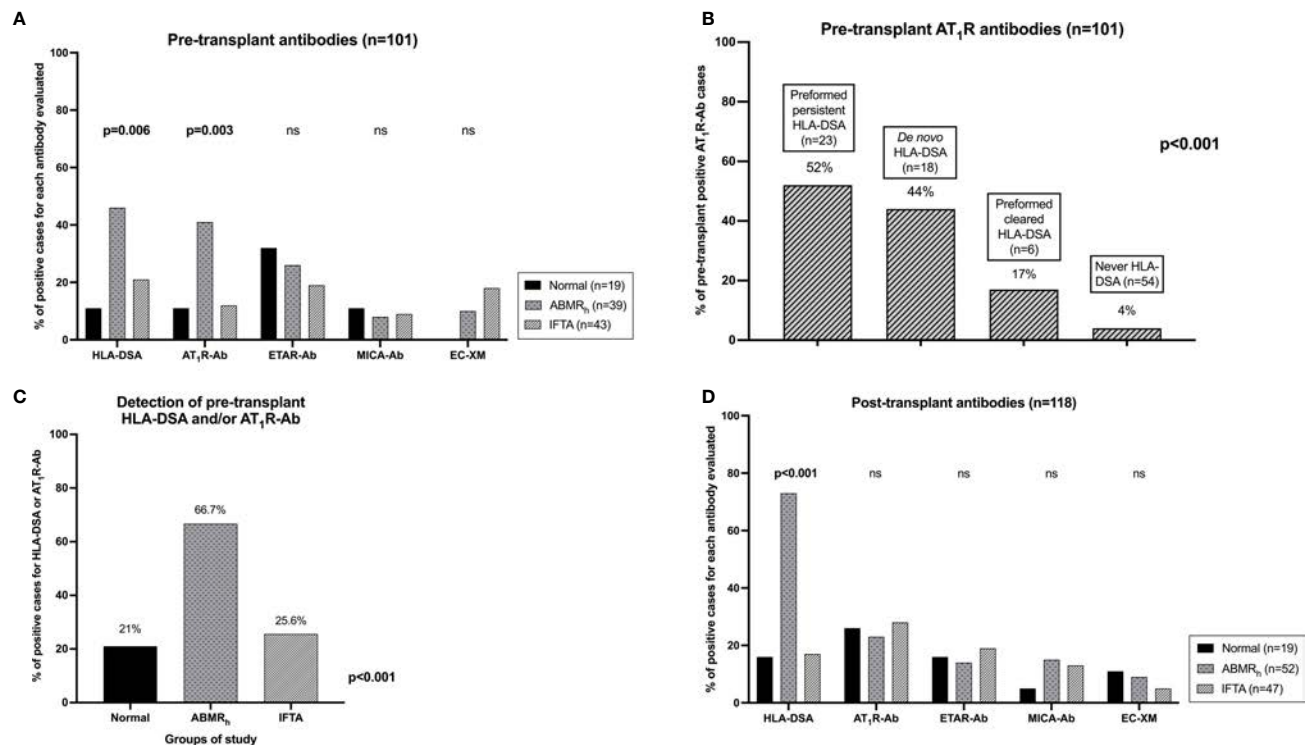 A
Pre-transplant antibodies (n=101)
% of positive cases for each antibody evaluated
100
80
60
40
20
0
p=0.006
p=0.003
ns
ns
ns
HLA-DSA
AT₁R-Ab
ETAR-Ab
MICA-Ab
EC-XM
Normal (n=19)
ABMRₕ (n=39)
IFTA (n=43)
B
Pre-transplant AT₁R antibodies (n=101)
% of pre-transplant positive AT₁R-Ab cases
100
80
60
40
20
0
Preformed
persistent
HLA-DSA
(n=23)
52%
De novo
HLA-DSA
(n=18)
44%
Preformed
cleared
HLA-DSA
(n=6)
17%
Never HLA-
DSA (n=54)
4%
p<0.001
C
Detection of pre-transplant
HLA-DSA and/or AT₁R-Ab
% of positive cases for HLA-DSA or AT₁R-Ab
100
80
60
40
20
0
21%
66.7%
25.6%
p<0.001
Normal
ABMRₕ
IFTA
Groups of study
D
Post-transplant antibodies (n=118)
% of positive cases for each antibody evaluated
100
80
60
40
20
0
p<0.001
ns
ns
ns
ns
HLA-DSA
AT₁R-Ab
ETAR-Ab
MICA-Ab
EC-XM
Normal (n=19)
ABMRₕ (n=52)
IFTA (n=47)